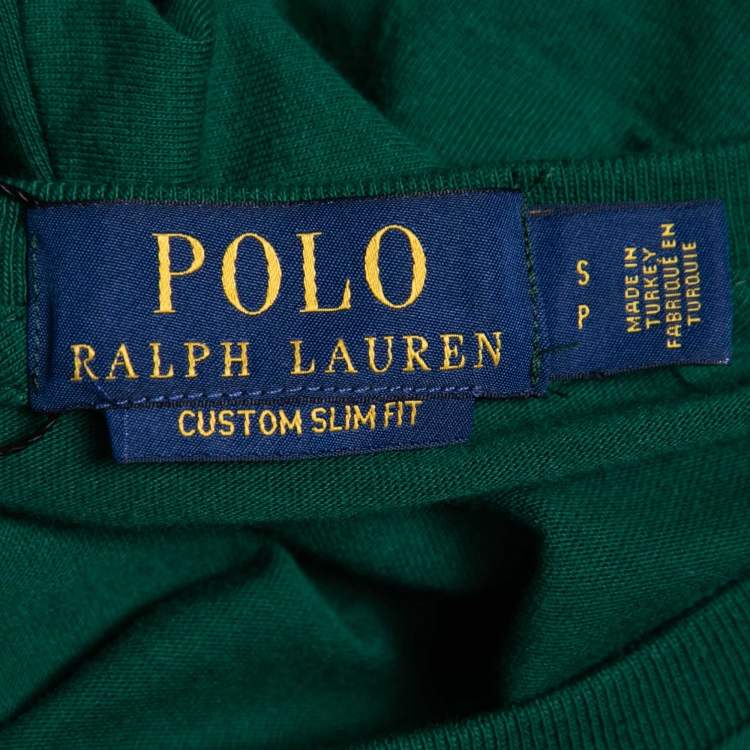 POLO
RALPH LAUREN
CUSTOM SLIM FIT
S
P
MADE IN
TURKEY
FABRIQUÉ EN
TURQUIE